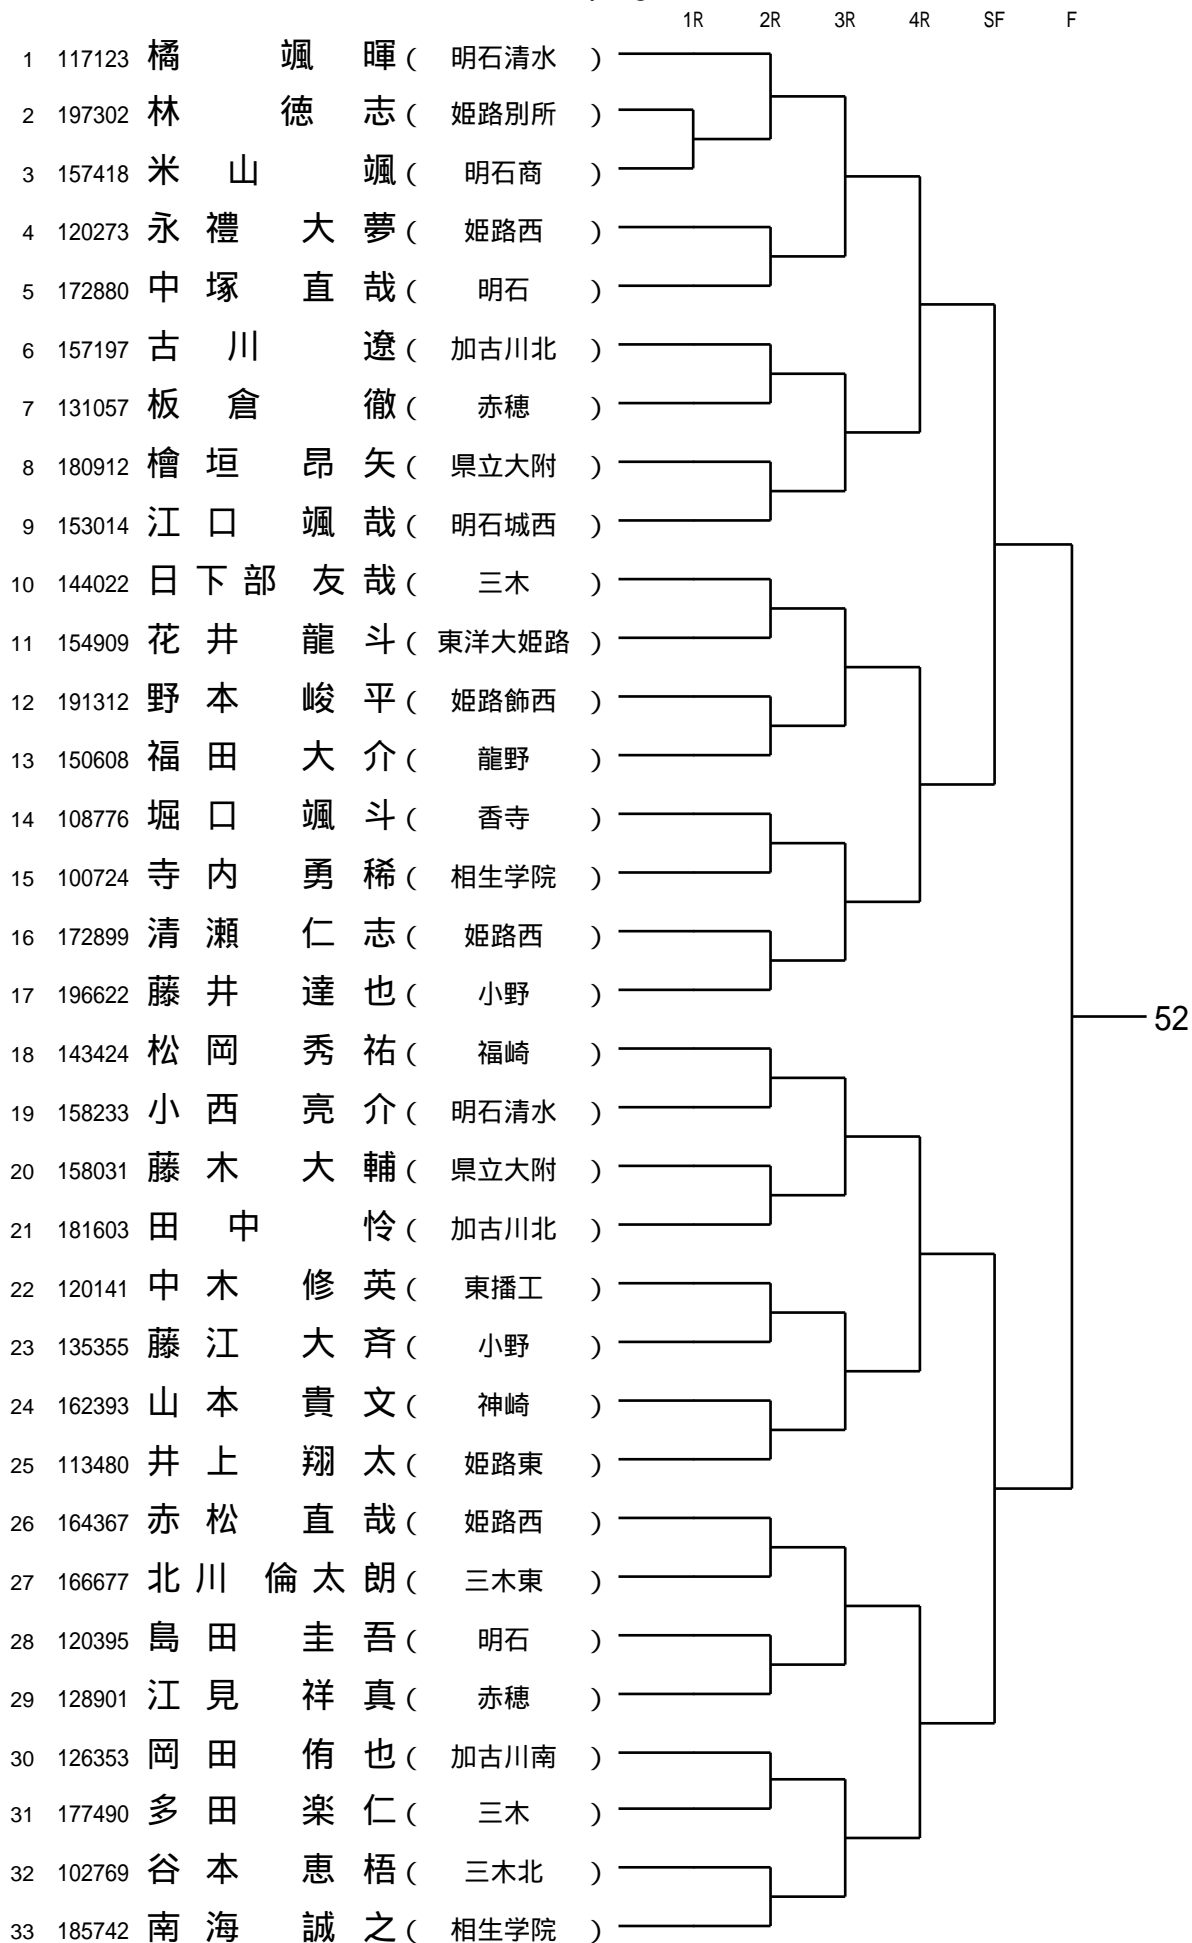 1R 2R 3R 4R SF F
1 117123 橘 颯 暉 ( 明石清水 )
2 197302 林 徳 志 ( 姫路別所 )
3 157418 米 山 颯 ( 明石商 )
4 120273 永 禮 大 夢 ( 姫路西 )
5 172880 中 塚 直 哉 ( 明石 )
6 157197 古 川 遼 ( 加古川北 )
7 131057 板 倉 徹 ( 赤穂 )
8 180912 檜 垣 昂 矢 ( 県立大附 )
9 153014 江 口 颯 哉 ( 明石城西 )
10 144022 日 下 部 友 哉 ( 三木 )
11 154909 花 井 龍 斗 ( 東洋大姫路 )
12 191312 野 本 峻 平 ( 姫路飾西 )
13 150608 福 田 大 介 ( 龍野 )
14 108776 堀 口 颯 斗 ( 香寺 )
15 100724 寺 内 勇 稀 ( 相生学院 )
16 172899 清 瀬 仁 志 ( 姫路西 )
17 196622 藤 井 達 也 ( 小野 )
52
18 143424 松 岡 秀 祐 ( 福崎 )
19 158233 小 西 亮 介 ( 明石清水 )
20 158031 藤 木 大 輔 ( 県立大附 )
21 181603 田 中 怜 ( 加古川北 )
22 120141 中 木 修 英 ( 東播工 )
23 135355 藤 江 大 斉 ( 小野 )
24 162393 山 本 貴 文 ( 神崎 )
25 113480 井 上 翔 太 ( 姫路東 )
26 164367 赤 松 直 哉 ( 姫路西 )
27 166677 北 川 倫 太 朗 ( 三木東 )
28 120395 島 田 圭 吾 ( 明石 )
29 128901 江 見 祥 真 ( 赤穂 )
30 126353 岡 田 侑 也 ( 加古川南 )
31 177490 多 田 楽 仁 ( 三木 )
32 102769 谷 本 恵 梧 ( 三木北 )
33 185742 南 海 誠 之 ( 相生学院 )